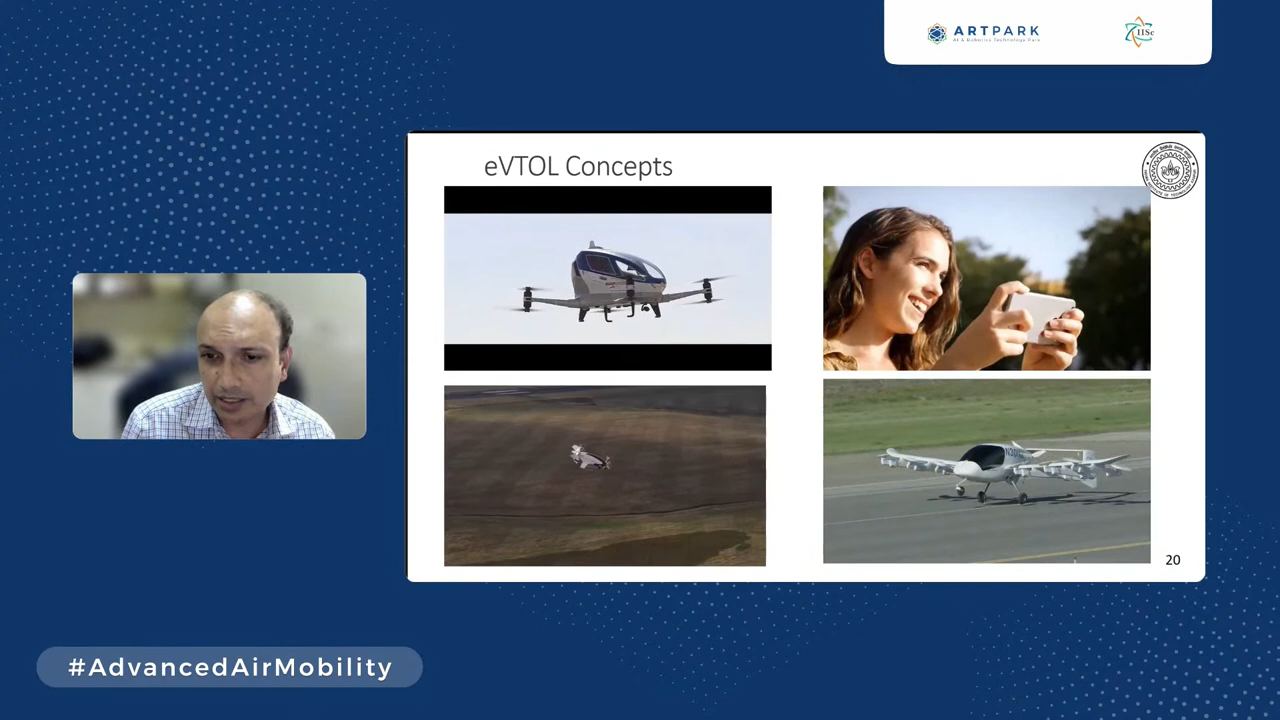 ARTPARK
AI & Robotics Technology Park
IISc
eVTOL Concepts
20
#AdvancedAirMobility